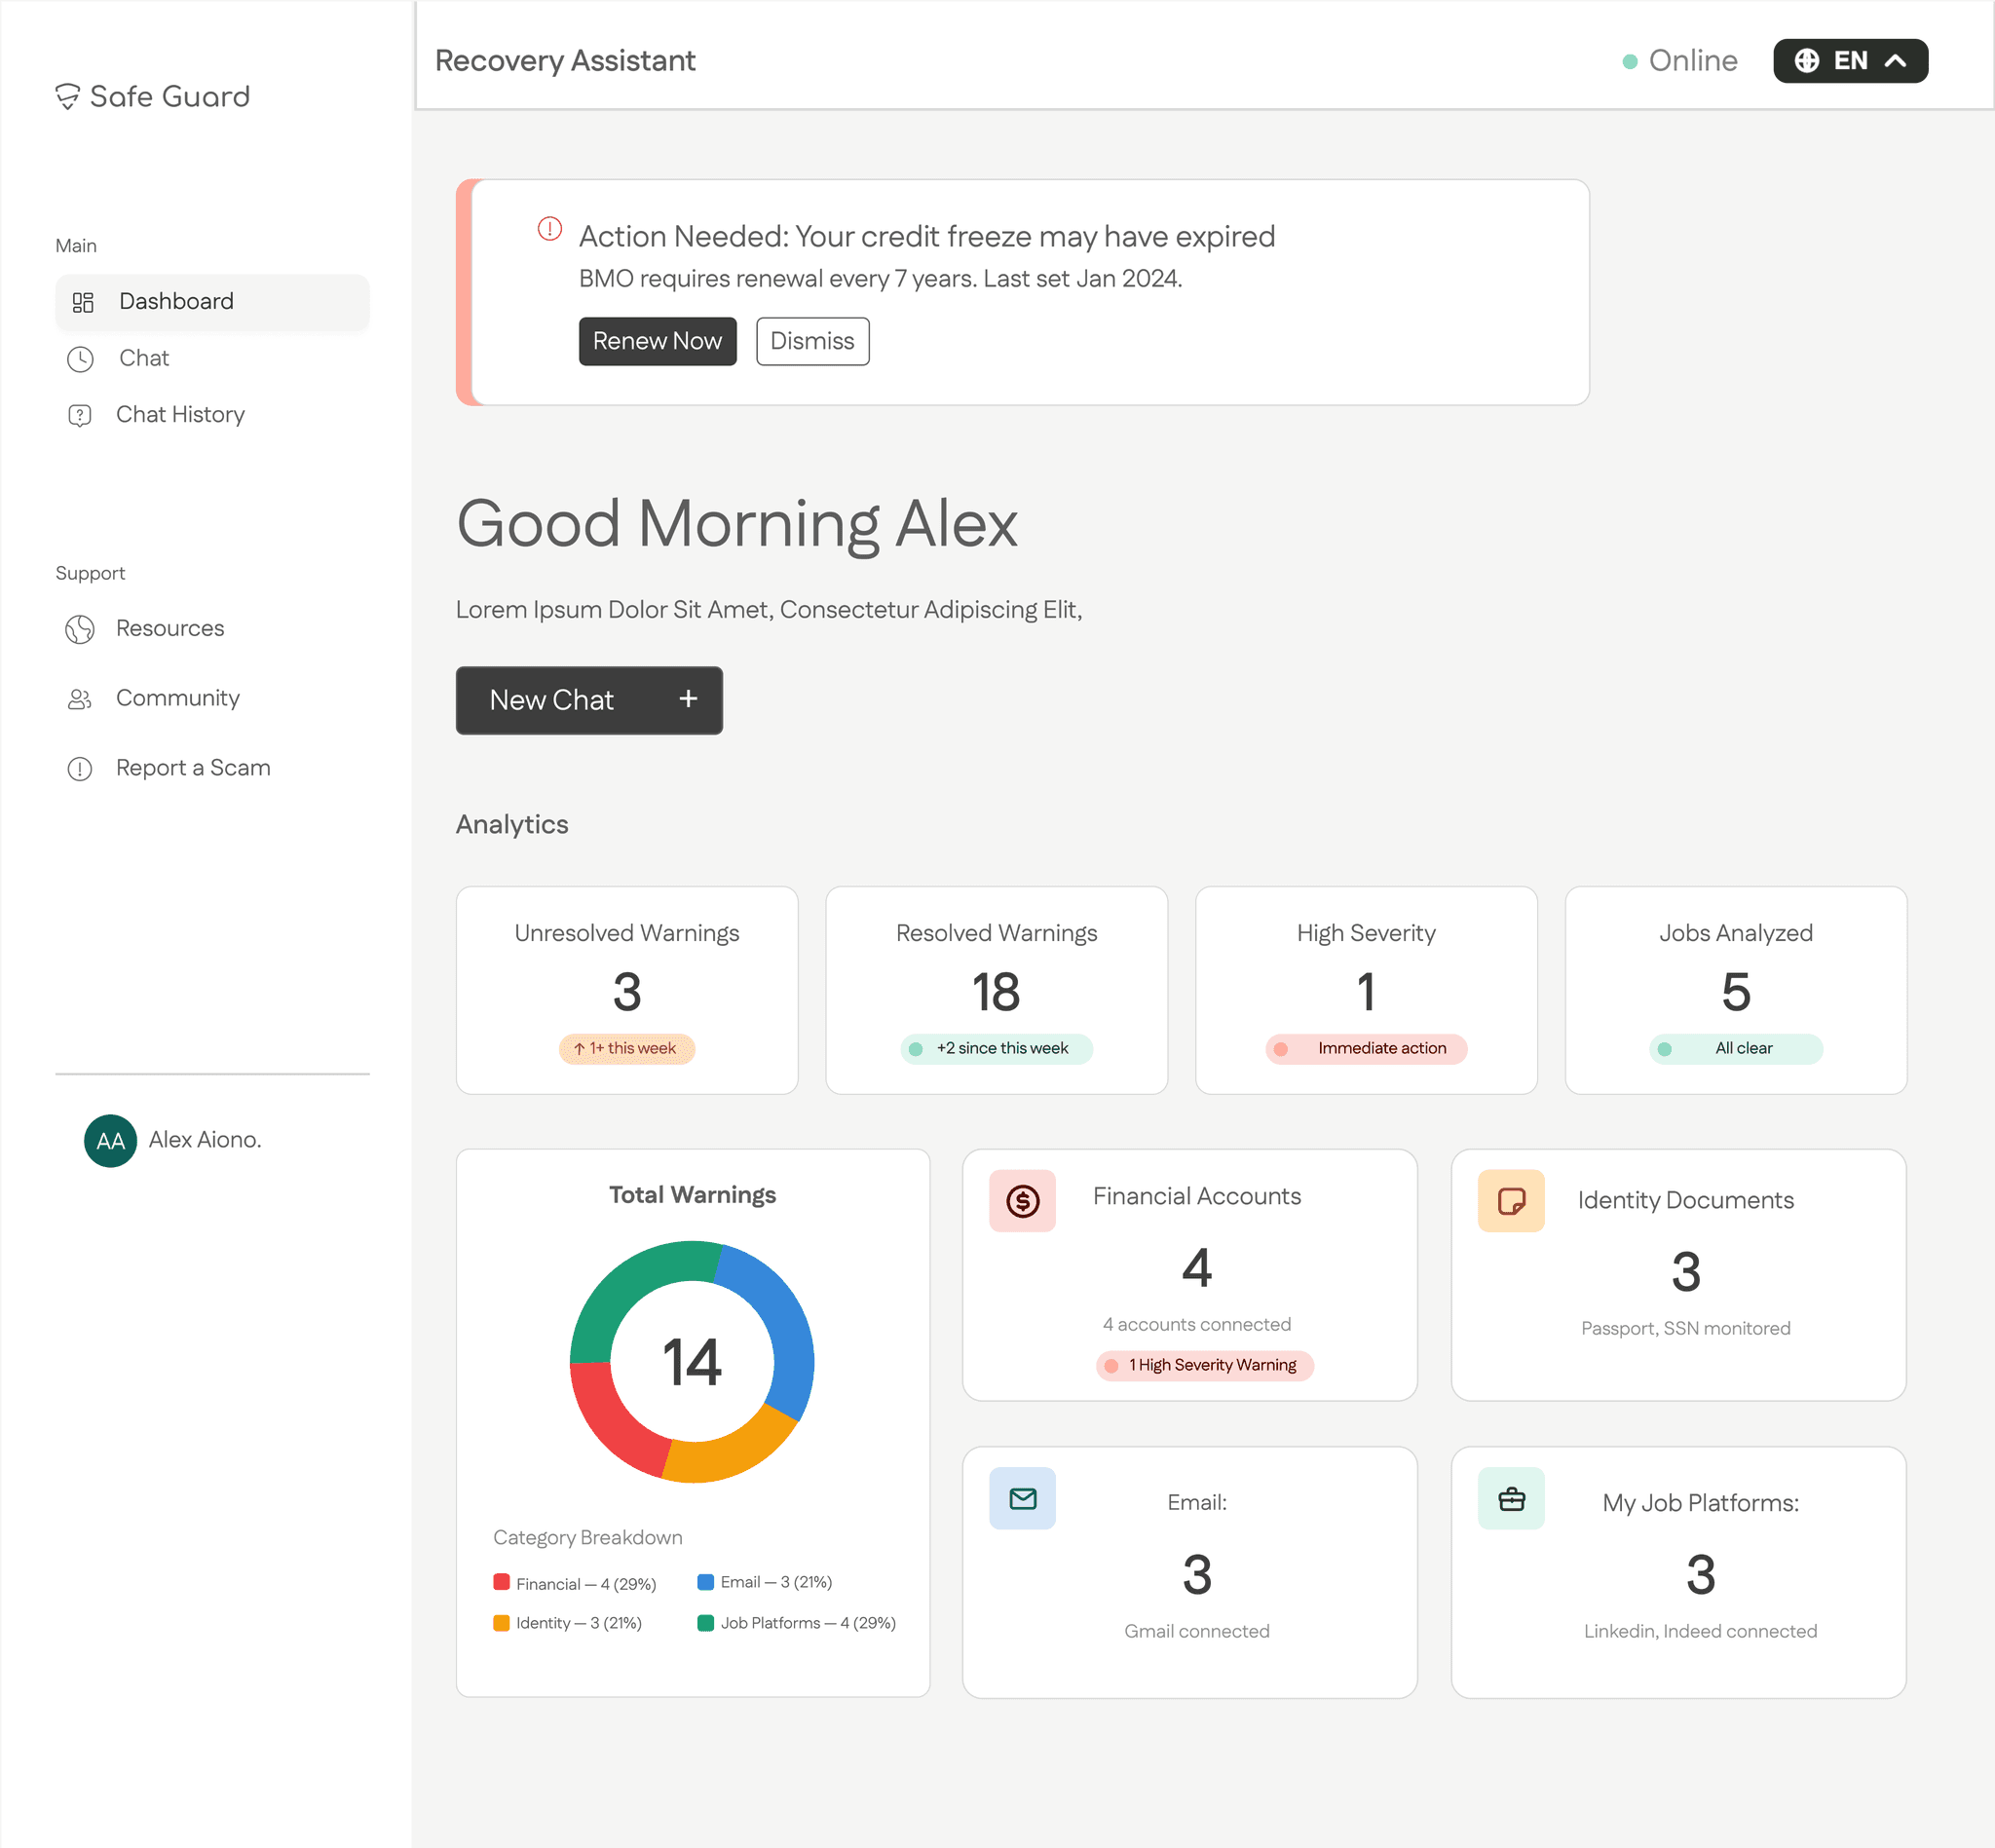 Safe Guard
Main
Dashboard
Chat
Chat History
Support
Resources
Community
Report a Scam
AA
Alex Aiono.
Recovery Assistant
Online
EN
Action Needed: Your credit freeze may have expired
BMO requires renewal every 7 years. Last set Jan 2024.
Renew Now
Dismiss
Good Morning Alex
Lorem Ipsum Dolor Sit Amet, Consectetur Adipiscing Elit,
New Chat +
Analytics
Unresolved Warnings
3
↑ 1+ this week
Resolved Warnings
18
+2 since this week
High Severity
1
Immediate action
Jobs Analyzed
5
All clear
Total Warnings
14
Category Breakdown
Financial — 4 (29%)
Email — 3 (21%)
Identity — 3 (21%)
Job Platforms — 4 (29%)
Financial Accounts
4
4 accounts connected
1 High Severity Warning
Identity Documents
3
Passport, SSN monitored
Email:
3
Gmail connected
My Job Platforms:
3
Linkedin, Indeed connected